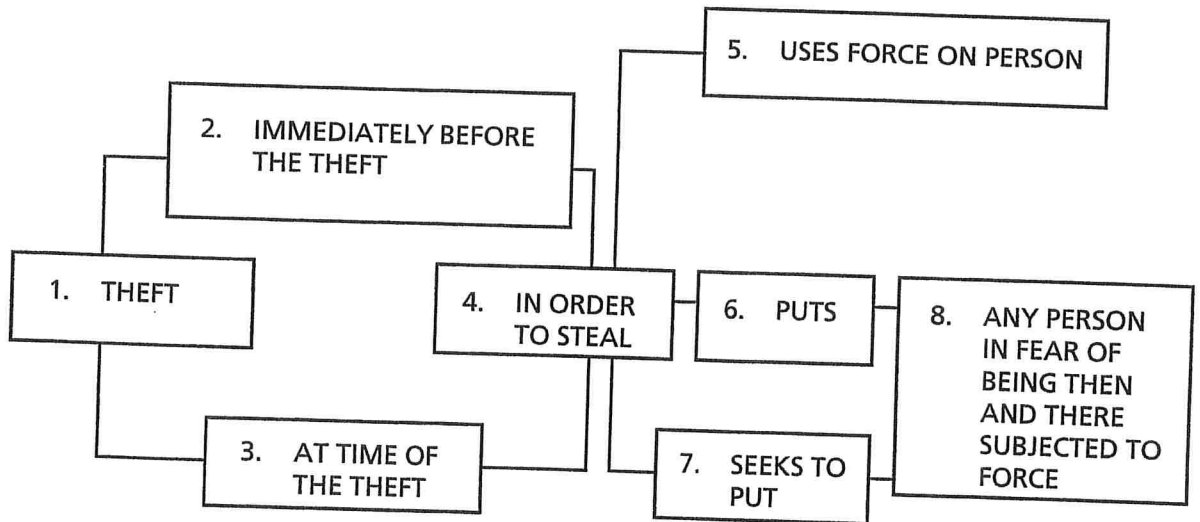 1. THEFT
2. IMMEDIATELY BEFORE
THE THEFT
3. AT TIME OF
THE THEFT
4. IN ORDER
TO STEAL
5. USES FORCE ON PERSON
6. PUTS
7. SEEKS TO
PUT
8. ANY PERSON
IN FEAR OF
BEING THEN
AND THERE
SUBJECTED TO
FORCE